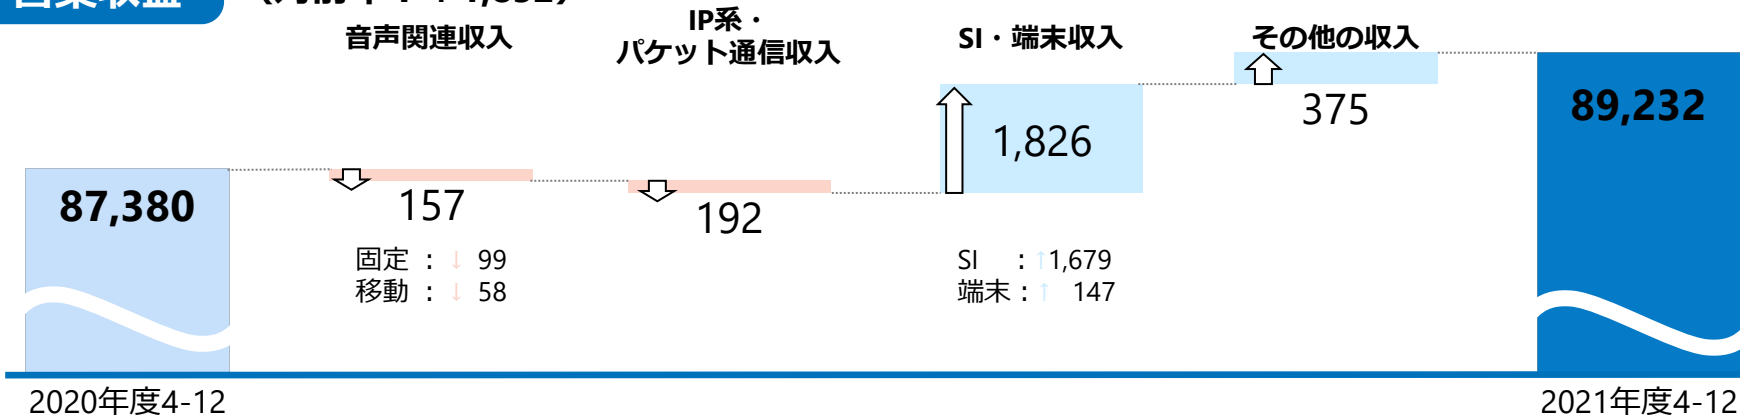 音声関連収入
IP系・
パケット通信収入
SI・端末収入
その他の収入
87,380
157
192
1,826
375
89,232
固定 : ↓ 99
移動 : ↓ 58
SI : ↑1,679
端末 : ↑ 147
2020年度4-12
2021年度4-12